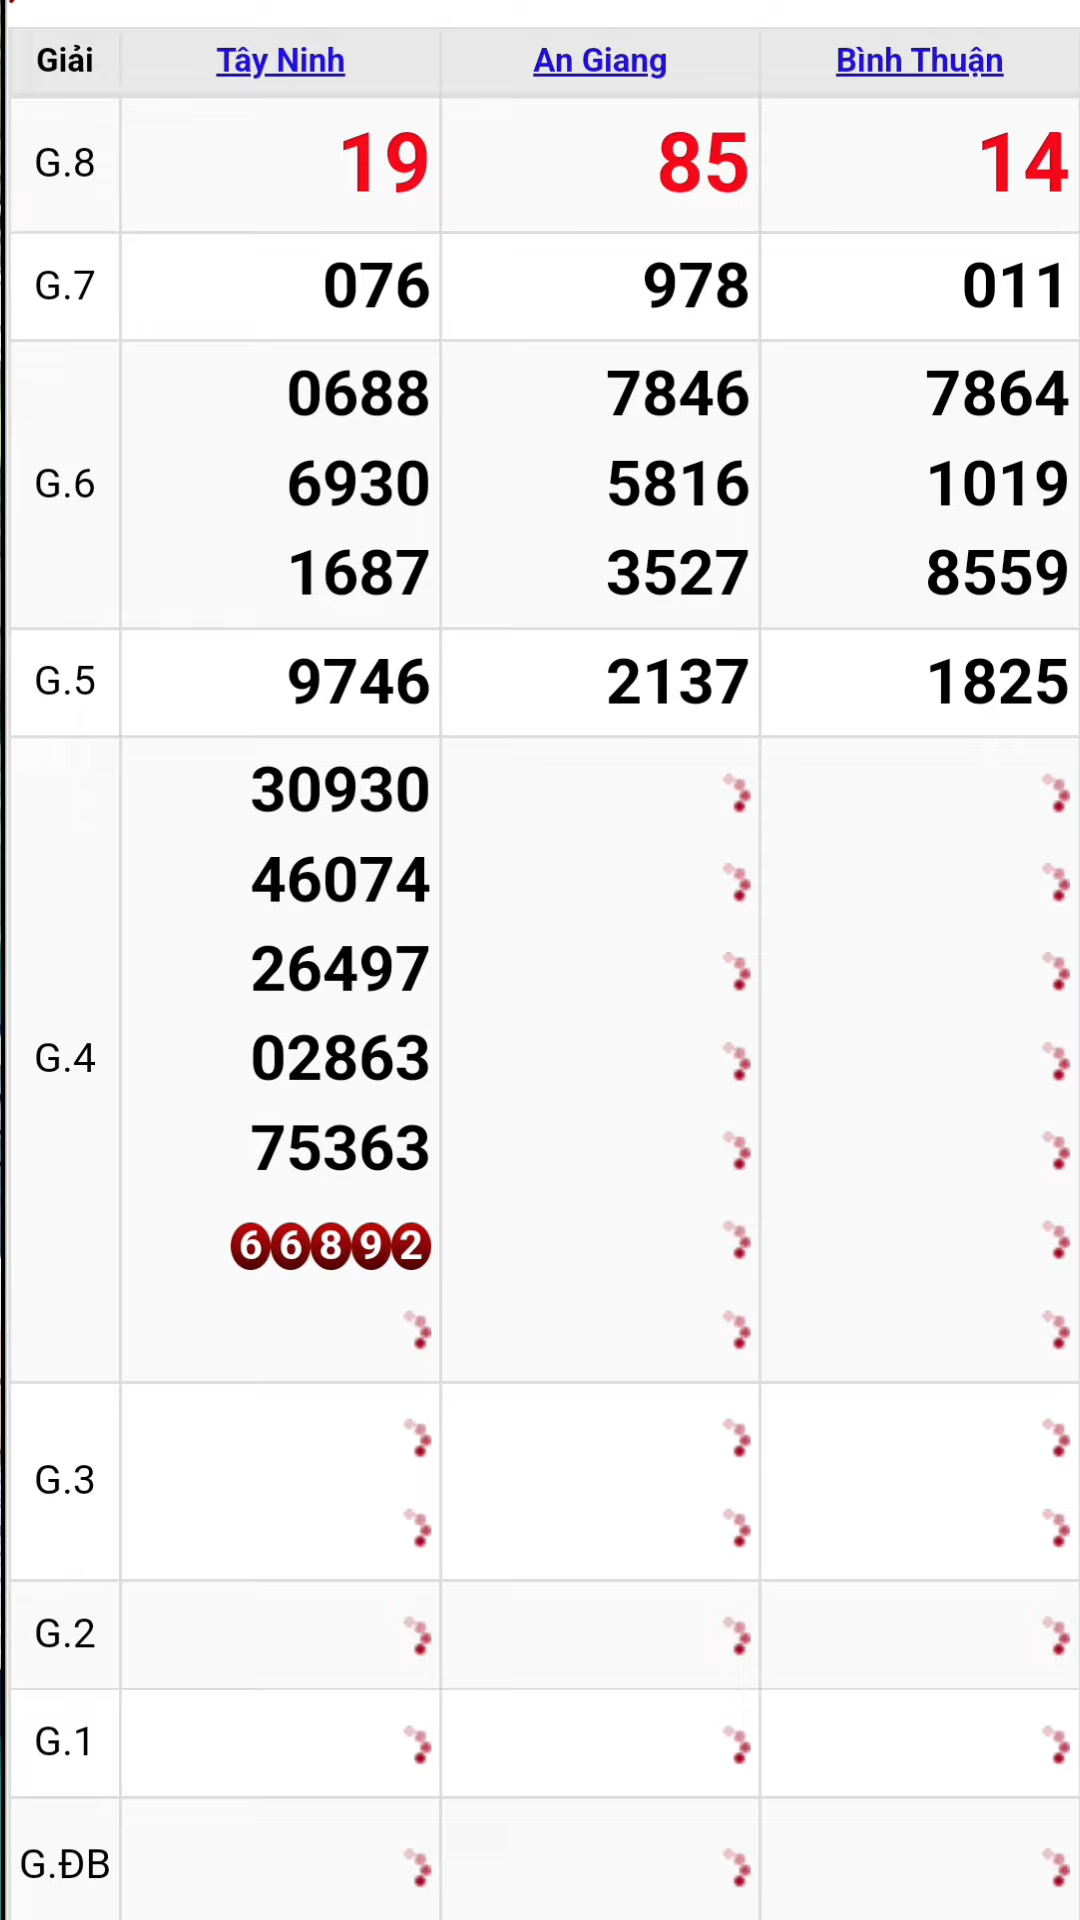 Giải Tây Ninh An Giang Bình Thuận
G.8 19 85 14
G.7 076 978 011
0688 7846 7864
G.6 6930 5816 1019
1687 3527 8559
G.5 9746 2137 1825
30930
46074
26497
G.4 02863
75363
66892
G.3
G.2
G.1
G.ĐB